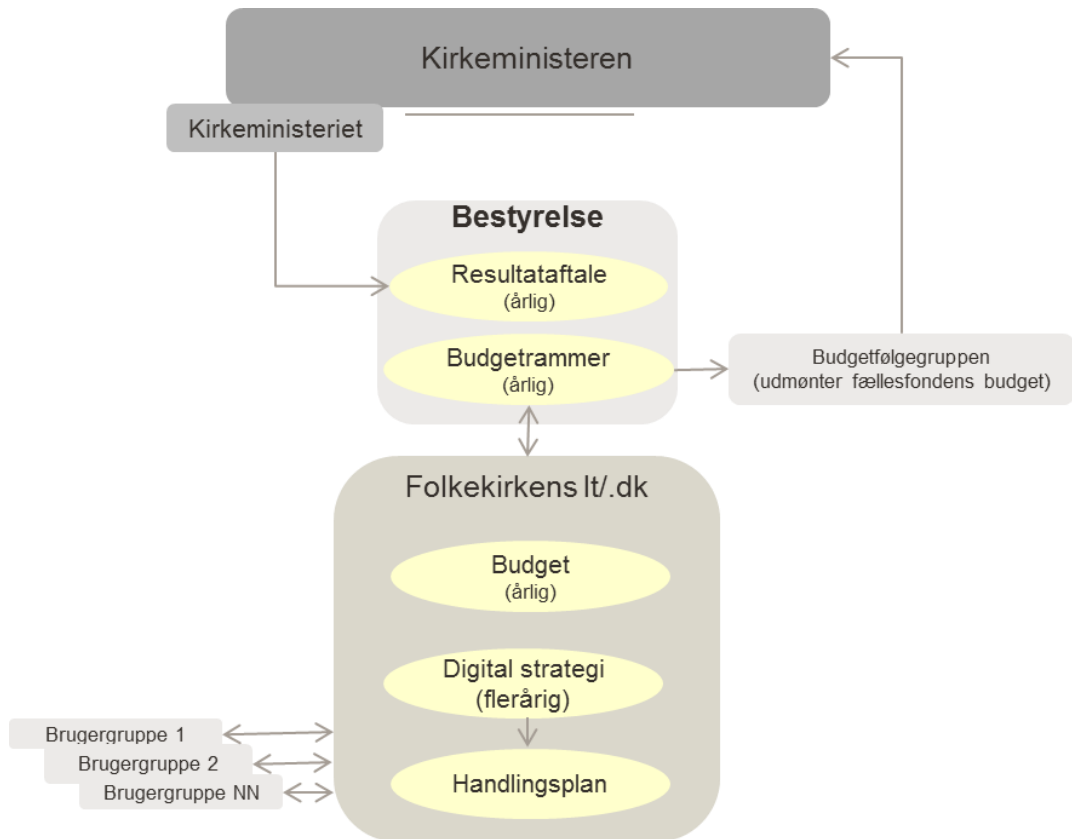 Kirkeministeren
Kirkeministeriet
Bestyrelse
Resultataftale
(årlig)
Budgetrammer
(årlig)
Budgetfølgegruppen
(udmønter fællesfondens budget)
Folkekirkens It/.dk
Budget
(årlig)
Digital strategi
(flerårig)
Handlingsplan
Brugergruppe 1
Brugergruppe 2
Brugergruppe NN